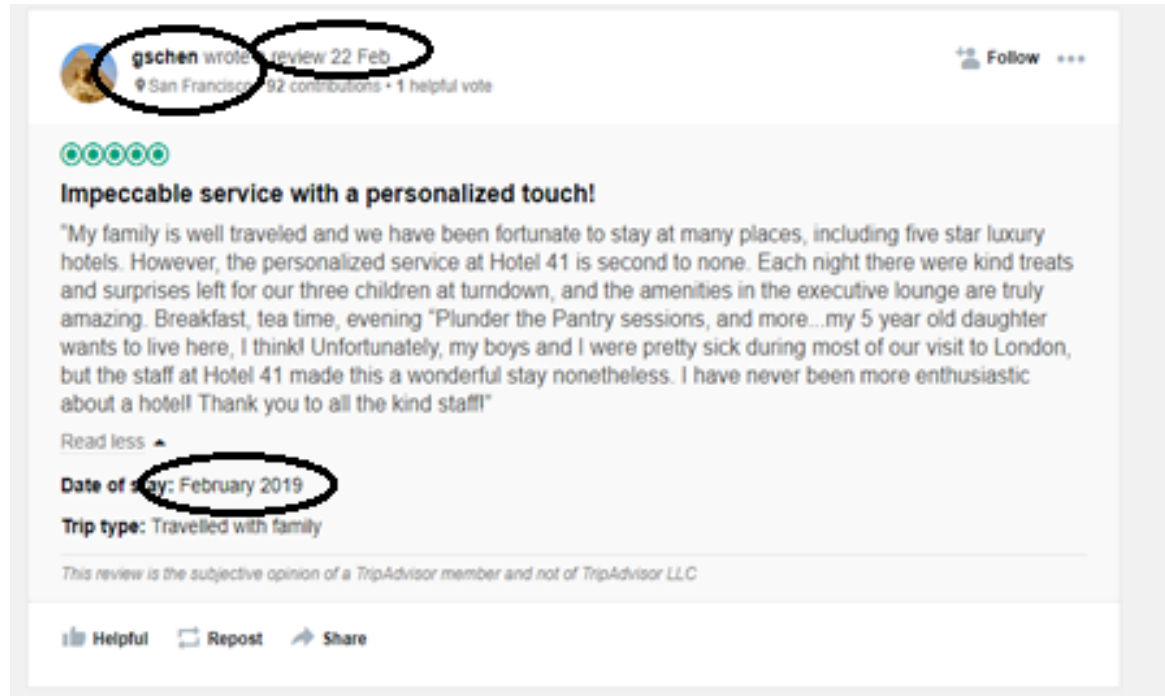 gschen wrote a review 22 Feb
San Francisco • 92 contributions • 1 helpful vote
Follow
Impeccable service with a personalized touch!
"My family is well traveled and we have been fortunate to stay at many places, including five star luxury
hotels. However, the personalized service at Hotel 41 is second to none. Each night there were kind treats
and surprises left for our three children at turndown, and the amenities in the executive lounge are truly
amazing. Breakfast, tea time, evening "Plunder the Pantry sessions, and more...my 5 year old daughter
wants to live here, I think! Unfortunately, my boys and I were pretty sick during most of our visit to London,
but the staff at Hotel 41 made this a wonderful stay nonetheless. I have never been more enthusiastic
about a hotel! Thank you to all the kind staff!"
Read less
Date of stay: February 2019
Trip type: Travelled with family
This review is the subjective opinion of a TripAdvisor member and not of TripAdvisor LLC
Helpful Repost Share